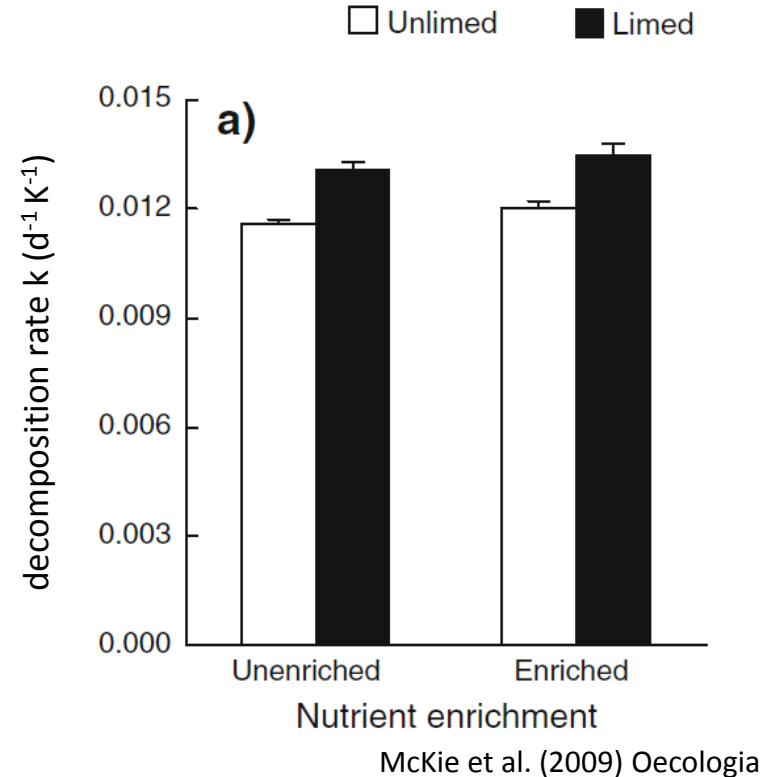 Unlimed Limed
a)
decomposition rate k (d⁻¹ K⁻¹)
0.015
0.012
0.009
0.006
0.003
0.000
Unenriched Enriched
Nutrient enrichment
McKie et al. (2009) Oecologia